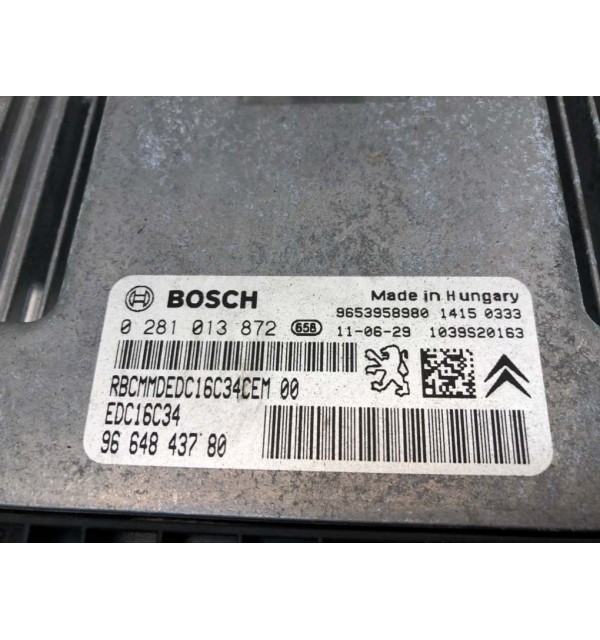 BOSCH Made in Hungary
9653958980 1415 0333
0 281 013 872 658 11-06-29 1039S20163
RBCMMDEDC16C34CEM 00
EDC16C34
96 648 437 80